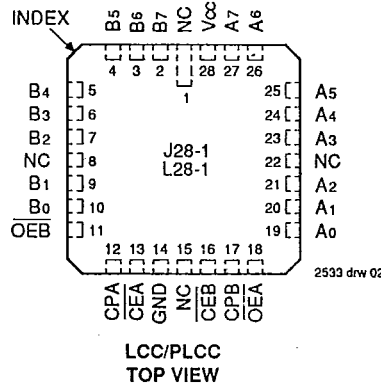 INDEX
B5 B6 B7 NC Vcc A7 A6
4 3 2 28 27 26
1
B4 5 25 A5
B3 6 24 A4
B2 7 23 A3
NC 8 22 NC
B1 9 21 A2
B0 10 20 A1
OEB 11 19 A0
J28-1
L28-1
12 13 14 15 16 17 18
CPA CEA GND NC CEB CPB OEA
2533 drw 02
LCC/PLCC
TOP VIEW